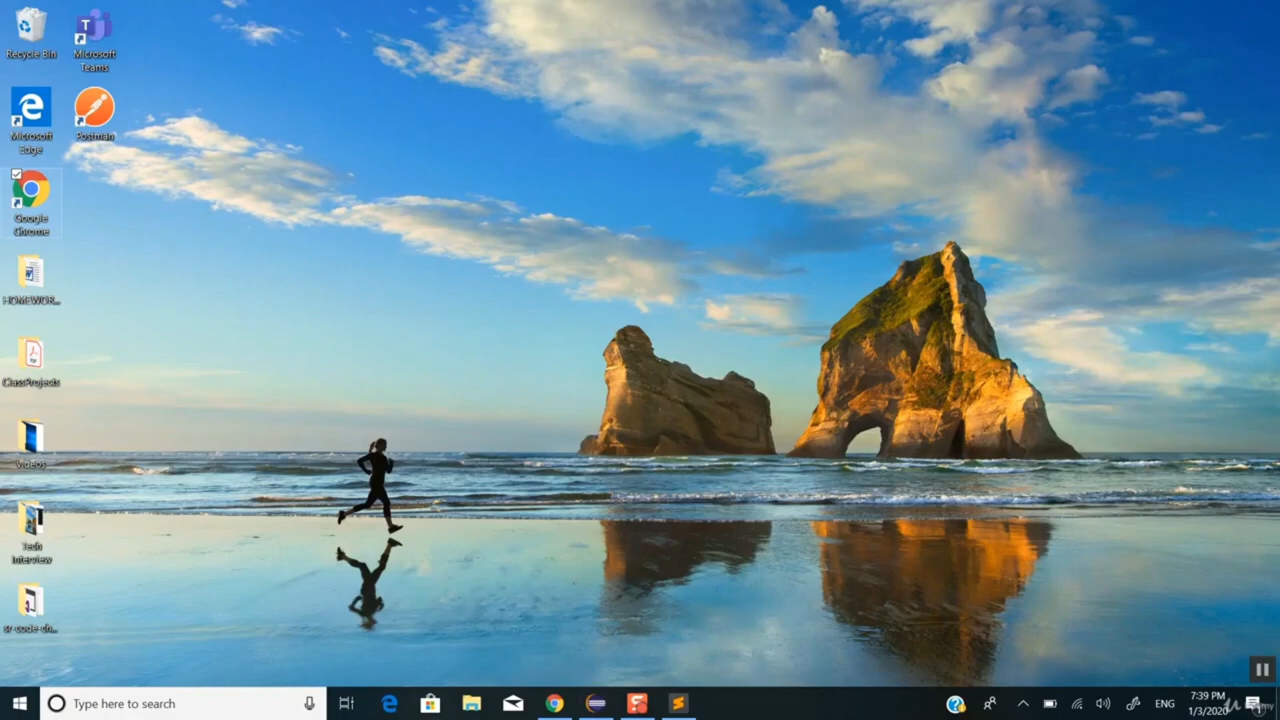 Recycle Bin
Microsoft
Teams
Microsoft
Edge
Postman
Google
Chrome
HOMEWOR...
ClassProjects
Videos
Tech
Interview
sr-code-ch...
Type here to search
ENG
7:39 PM
1/3/2020